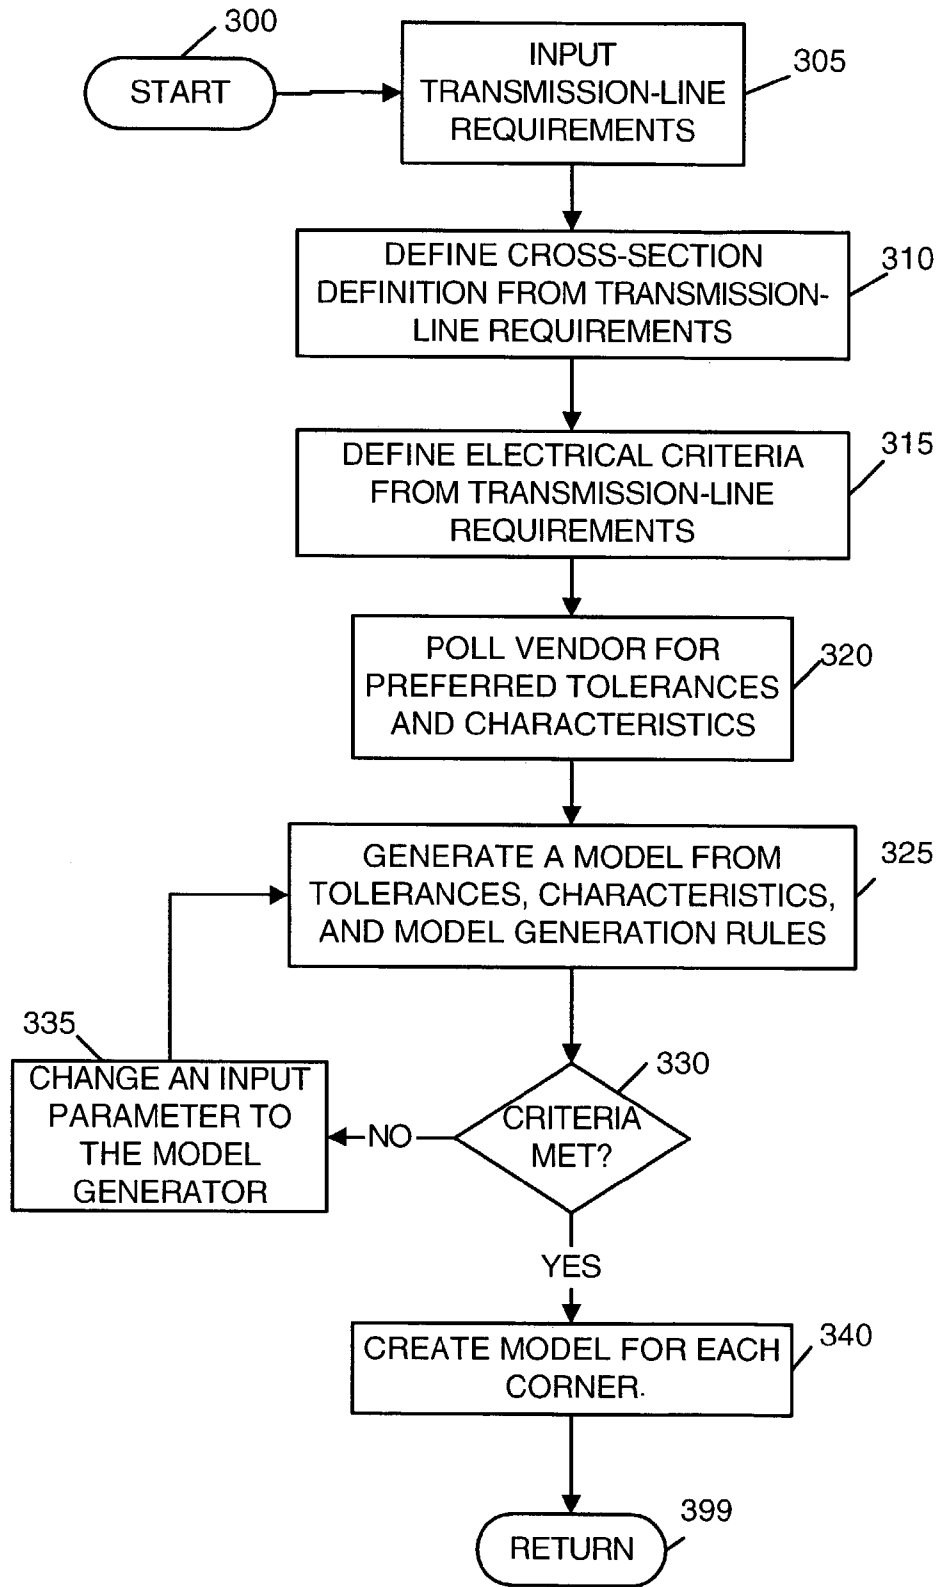 300
START
INPUT
TRANSMISSION-LINE
REQUIREMENTS
305
DEFINE CROSS-SECTION
DEFINITION FROM TRANSMISSION-
LINE REQUIREMENTS
310
DEFINE ELECTRICAL CRITERIA
FROM TRANSMISSION-LINE
REQUIREMENTS
315
POLL VENDOR FOR
PREFERRED TOLERANCES
AND CHARACTERISTICS
320
GENERATE A MODEL FROM
TOLERANCES, CHARACTERISTICS,
AND MODEL GENERATION RULES
325
335
CHANGE AN INPUT
PARAMETER TO
THE MODEL
GENERATOR
NO
330
CRITERIA
MET?
YES
CREATE MODEL FOR EACH
CORNER.
340
RETURN
399